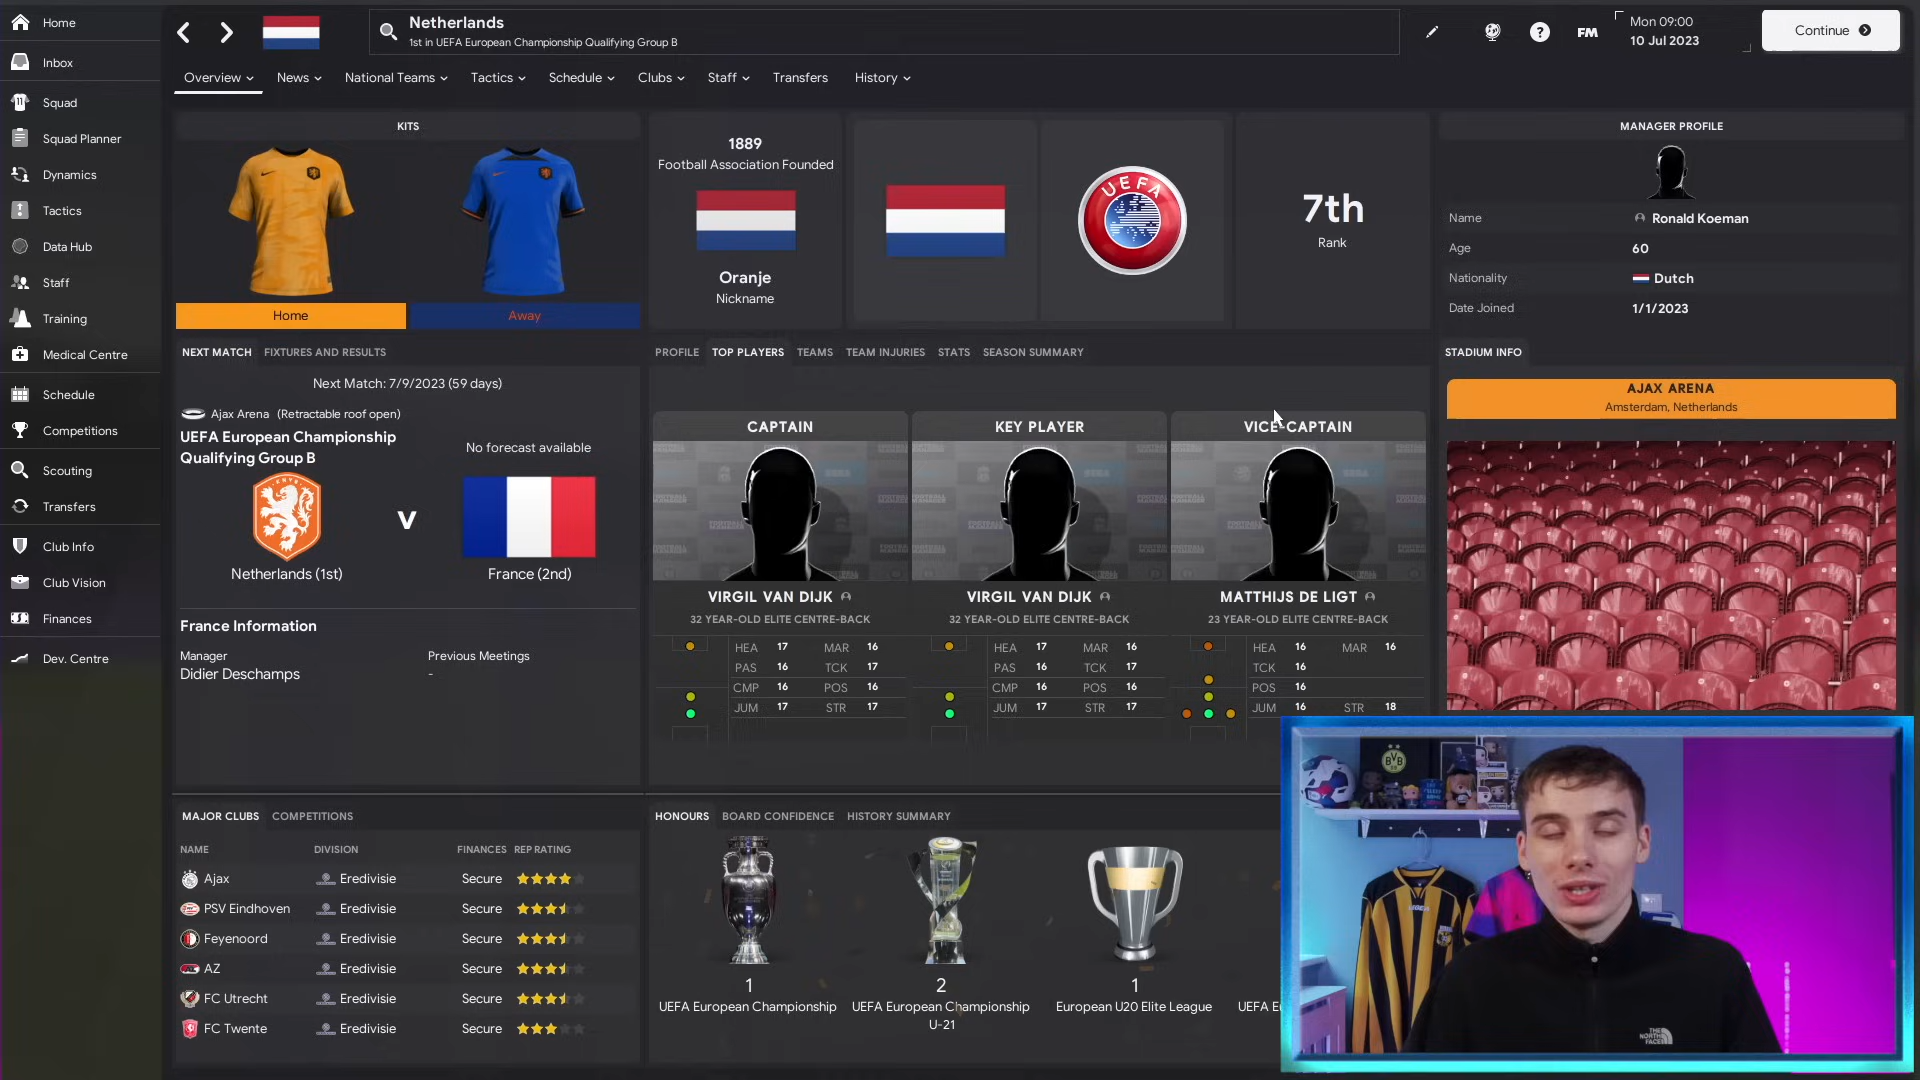 Home
Inbox
Squad
Squad Planner
Dynamics
Tactics
Data Hub
Staff
Training
Medical Centre
Schedule
Competitions
Scouting
Transfers
Club Info
Club Vision
Finances
Dev. Centre
Netherlands
1st in UEFA European Championship Qualifying Group B
FM
Mon 09:00
10 Jul 2023
Continue
Overview News National Teams Tactics Schedule Clubs Staff Transfers History
KITS
Home Away
1889
Football Association Founded
Oranje
Nickname
UEFA
7th
Rank
MANAGER PROFILE
Name Ronald Koeman
Age 60
Nationality Dutch
Date Joined 1/1/2023
NEXT MATCH FIXTURES AND RESULTS
Next Match: 7/9/2023 (59 days)
Ajax Arena (Retractable roof open)
UEFA European Championship
Qualifying Group B
No forecast available
V
Netherlands (1st) France (2nd)
France Information
Manager Previous Meetings
Didier Deschamps -
PROFILE TOP PLAYERS TEAMS TEAM INJURIES STATS SEASON SUMMARY
CAPTAIN
VIRGIL VAN DIJK
32 YEAR-OLD ELITE CENTRE-BACK
HEA 17 MAR 16
PAS 16 TCK 17
CMP 16 POS 16
JUM 17 STR 17
KEY PLAYER
VIRGIL VAN DIJK
32 YEAR-OLD ELITE CENTRE-BACK
HEA 17 MAR 16
PAS 16 TCK 17
CMP 16 POS 16
JUM 17 STR 17
VICE-CAPTAIN
MATTHIJS DE LIGT
23 YEAR-OLD ELITE CENTRE-BACK
HEA 16 MAR 16
TCK 16
POS 16
JUM 16 STR 18
STADIUM INFO
AJAX ARENA
Amsterdam, Netherlands
MAJOR CLUBS COMPETITIONS
NAME DIVISION FINANCES REP RATING
Ajax Eredivisie Secure
PSV Eindhoven Eredivisie Secure
Feyenoord Eredivisie Secure
AZ Eredivisie Secure
FC Utrecht Eredivisie Secure
FC Twente Eredivisie Secure
HONOURS BOARD CONFIDENCE HISTORY SUMMARY
1
UEFA European Championship
2
UEFA European Championship
U-21
1
European U20 Elite League
UEFA E
BVB
09
THE
NORTH
FACE